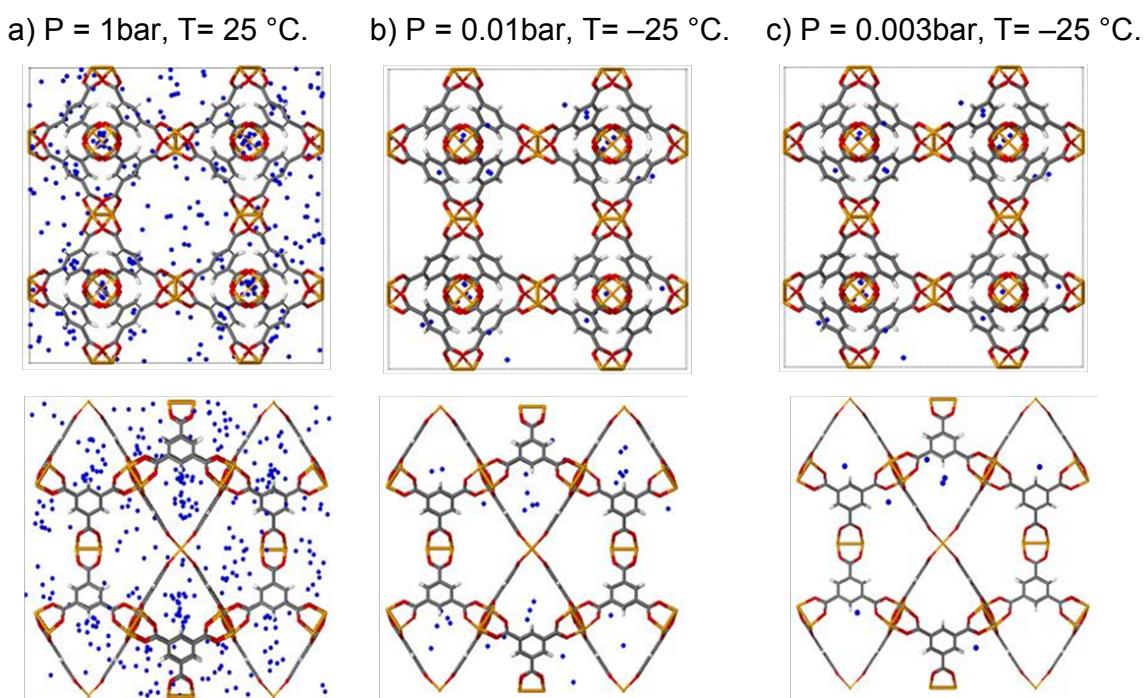 a) P = 1bar, T= 25 °C. b) P = 0.01bar, T= –25 °C. c) P = 0.003bar, T= –25 °C.